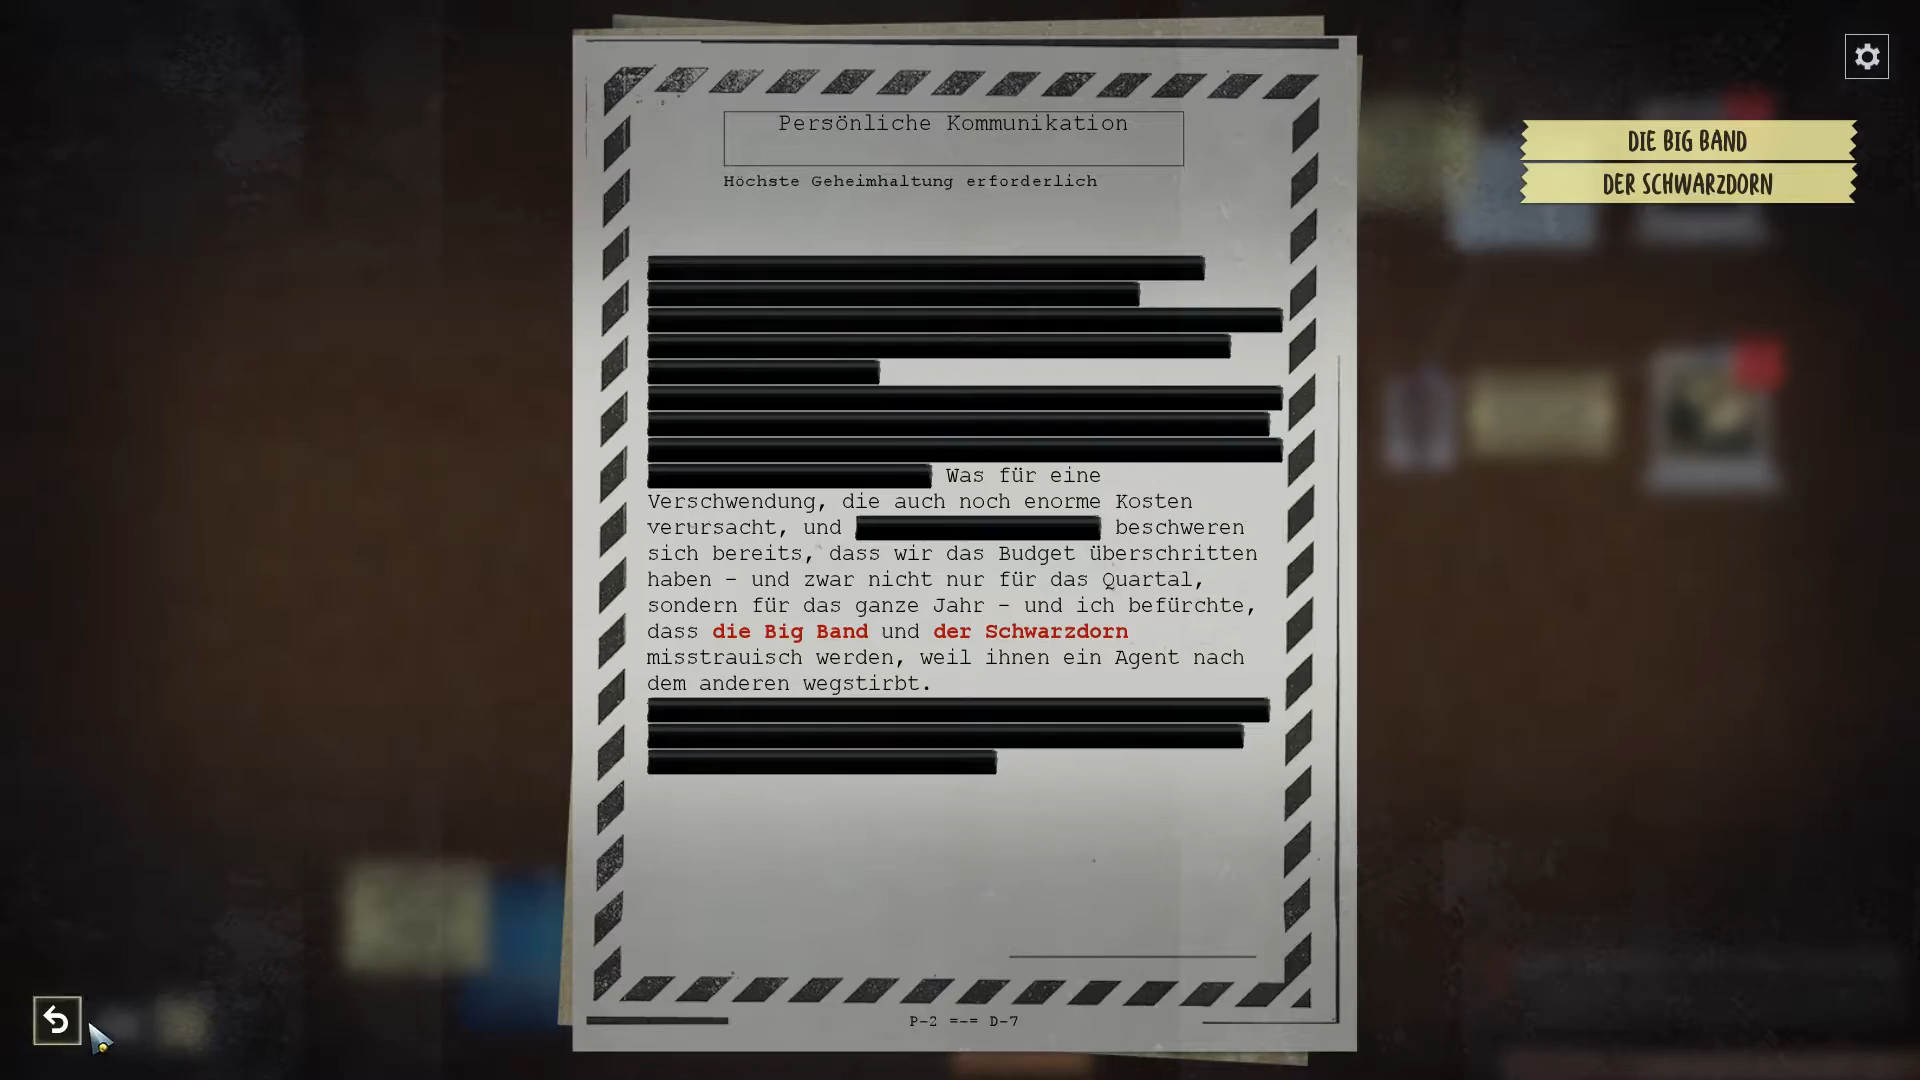 Persönliche Kommunikation
Höchste Geheimhaltung erforderlich
DIE BIG BAND
DER SCHWARZDORN
Was für eine
Verschwendung, die auch noch enorme Kosten
verursacht, und beschweren
sich bereits, dass wir das Budget überschritten
haben – und zwar nicht nur für das Quartal,
sondern für das ganze Jahr – und ich befürchte,
dass die Big Band und der Schwarzdorn
misstrauisch werden, weil ihnen ein Agent nach
dem anderen wegstirbt.
P-2 =-= D-7